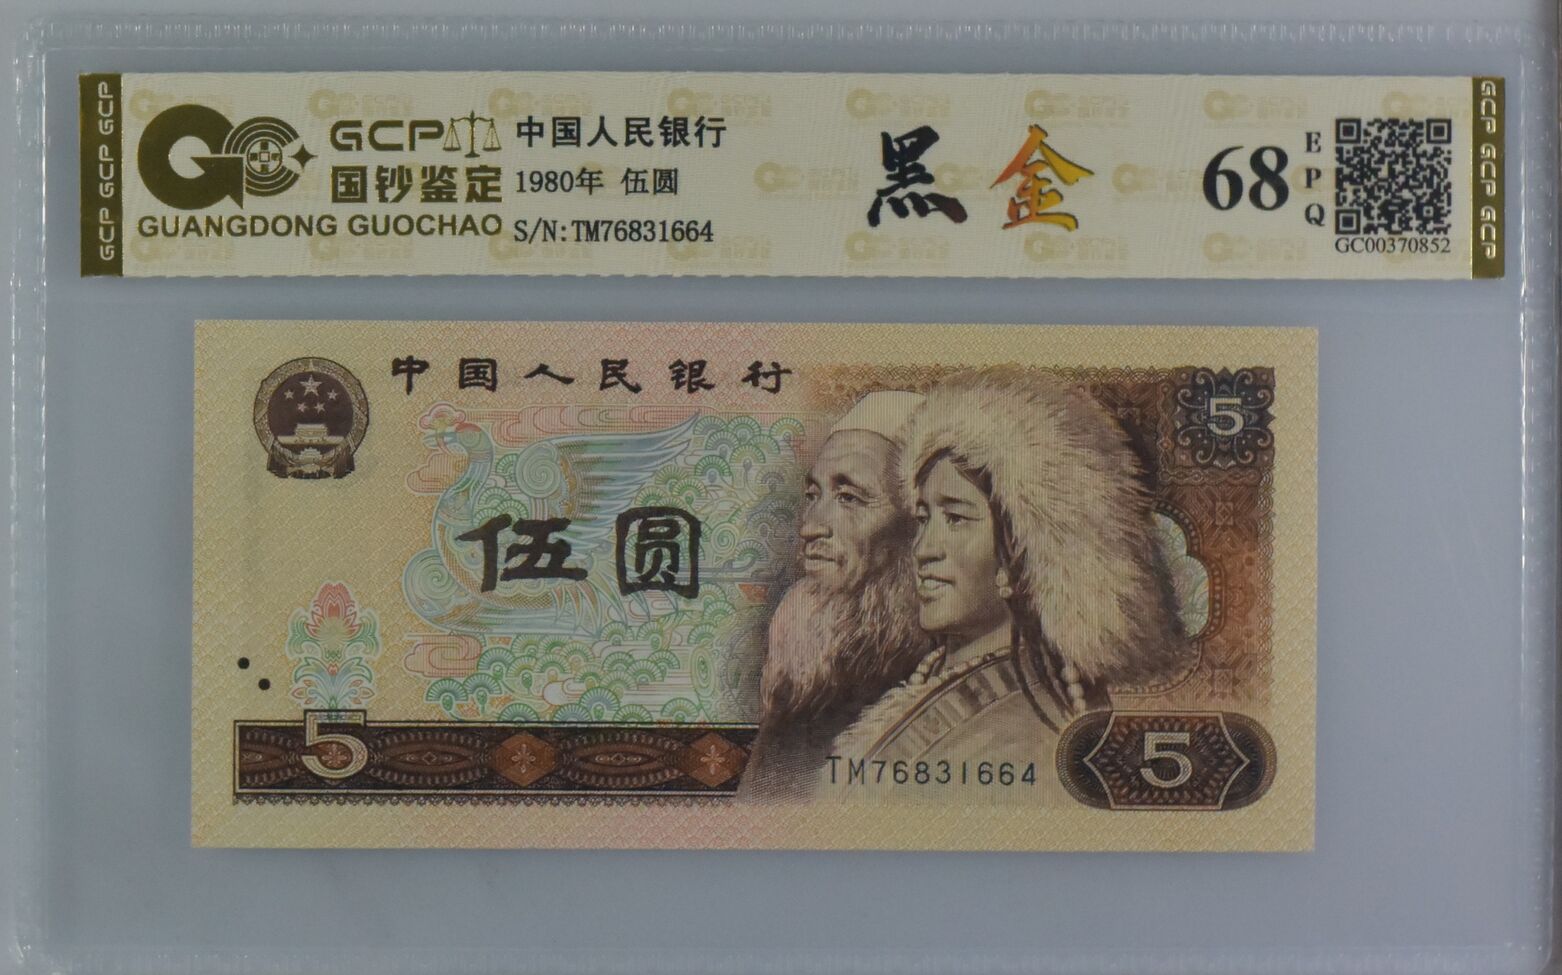 GCP GCP GCP
GCP
国钞鉴定
GUANGDONG GUOCHAO
中国人民银行
1980年 伍圆
S/N:TM76831664
黑金
68
EPQ
GC00370852
GCP GCP GCP
中国人民银行
5
伍圆
5
TM76831664
5